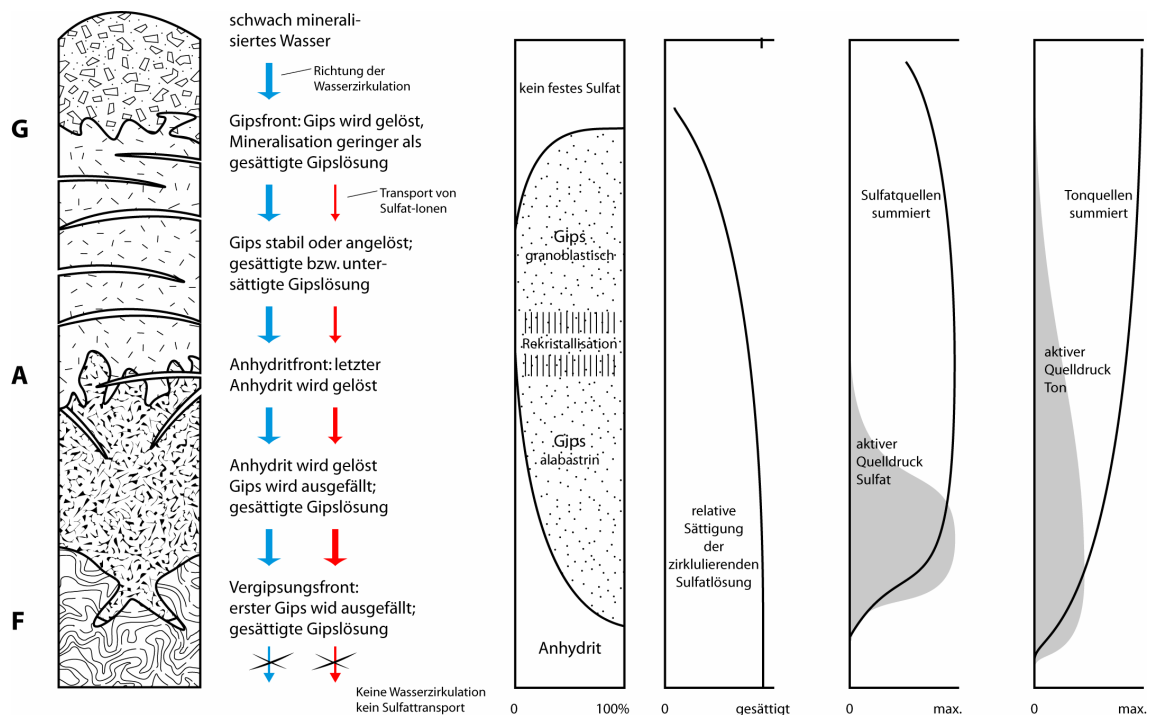 schwach minerali-
siertes Wasser
Richtung der
Wasserzirkulation
G
Gipsfront: Gips wird gelöst,
Mineralisation geringer als
gesättigte Gipslösung
Transport von
Sulfat-Ionen
Gips stabil oder angelöst;
gesättigte bzw. unter-
sättigte Gipslösung
A
Anhydritfront: letzter
Anhydrit wird gelöst
Anhydrit wird gelöst
Gips wird ausgefällt;
gesättigte Gipslösung
F
Vergipsungsfront:
erster Gips wid ausgefällt;
gesättigte Gipslösung
Keine Wasserzirkulation
kein Sulfattransport
kein festes Sulfat
Gips
granoblastisch
Rekristallisation
Gips
alabastrin
Anhydrit
0 100%
relative
Sättigung
der
zirklulierenden
Sulfatlösung
0 gesättigt
Sulfatquellen
summiert
aktiver
Quelldruck
Sulfat
0 max.
Tonquellen
summiert
aktiver
Quelldruck
Ton
0 max.